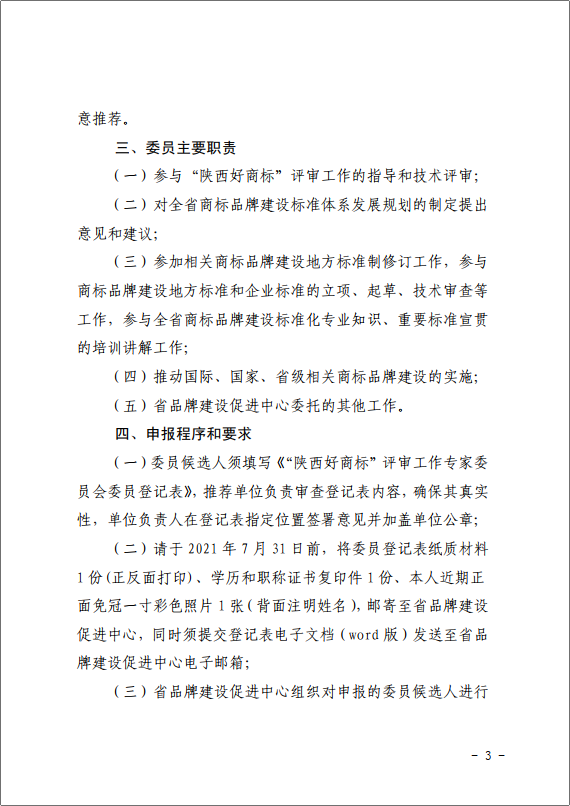 意推荐。
三、委员主要职责
（一）参与“陕西好商标”评审工作的指导和技术评审；
（二）对全省商标品牌建设标准体系发展规划的制定提出
意见和建议；
（三）参加相关商标品牌建设地方标准制修订工作，参与
商标品牌建设地方标准和企业标准的立项、起草、技术审查等
工作，参与全省商标品牌建设标准化专业知识、重要标准宣贯
的培训讲解工作；
（四）推动国际、国家、省级相关商标品牌建设的实施；
（五）省品牌建设促进中心委托的其他工作。
四、申报程序和要求
（一）委员候选人须填写《“陕西好商标”评审工作专家委
员会委员登记表》，推荐单位负责审查登记表内容，确保其真实
性，单位负责人在登记表指定位置签署意见并加盖单位公章；
（二）请于 2021 年 7 月 31 日前，将委员登记表纸质材料
1 份(正反面打印)、学历和职称证书复印件 1 份、本人近期正
面免冠一寸彩色照片 1 张（背面注明姓名），邮寄至省品牌建设
促进中心，同时须提交登记表电子文档（word 版）发送至省品
牌建设促进中心电子邮箱；
（三）省品牌建设促进中心组织对申报的委员候选人进行
- 3 -